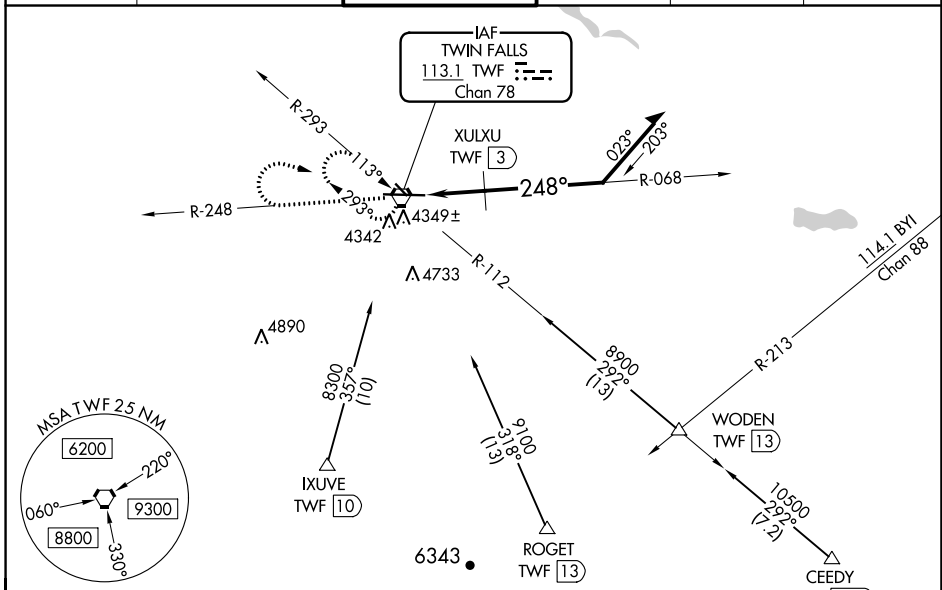 IAF
TWIN FALLS
113.1 TWF
Chan 78
R-293
113°
XULXU
TWF 3
023°
203°
248°
R-068
R-248
293°
4349±
4342
4733
R-112
114.1 BYI
Chan 88
R-213
4890
8300
357°
(10)
8900
292°
(13)
9100
318°
(13)
WODEN
TWF 13
MSA TWF 25 NM
6200
220°
060°
9300
8800
330°
IXUVE
TWF 10
10500
292°
(7.2)
6343
ROGET
TWF 13
CEEDY